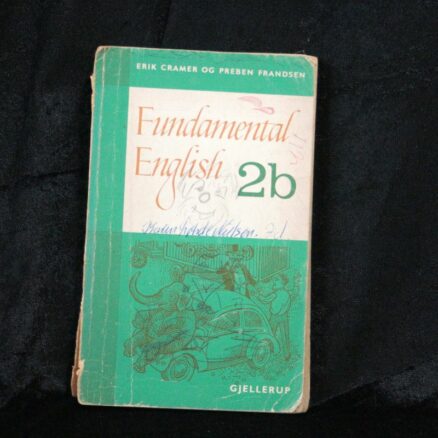 ERIK CRAMER OG PREBEN FRANDSEN
Fundamental
English 2b
GJELLERUP